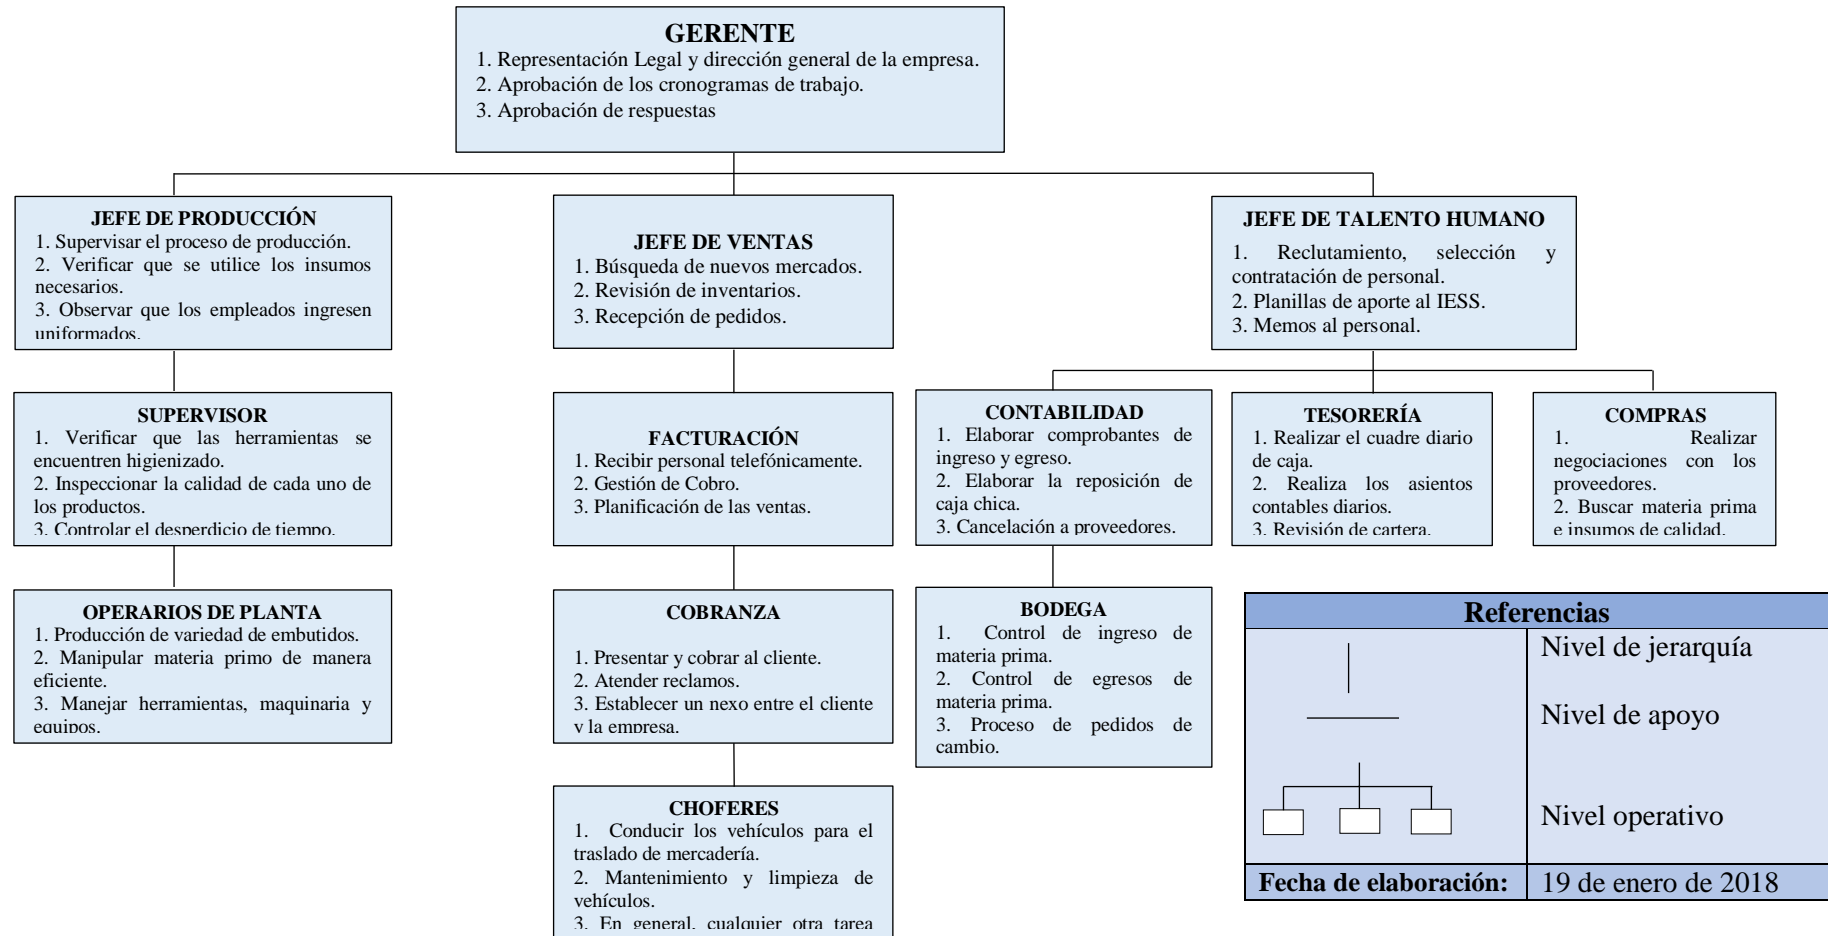 GERENTE
1. Representación Legal y dirección general de la empresa.
2. Aprobación de los cronogramas de trabajo.
3. Aprobación de respuestas
JEFE DE PRODUCCIÓN
1. Supervisar el proceso de producción.
2. Verificar que se utilice los insumos
necesarios.
3. Observar que los empleados ingresen
uniformados.
JEFE DE VENTAS
1. Búsqueda de nuevos mercados.
2. Revisión de inventarios.
3. Recepción de pedidos.
JEFE DE TALENTO HUMANO
1. Reclutamiento, selección y
contratación de personal.
2. Planillas de aporte al IESS.
3. Memos al personal.
SUPERVISOR
1. Verificar que las herramientas se
encuentren higienizado.
2. Inspeccionar la calidad de cada uno de
los productos.
3. Controlar el desperdicio de tiempo.
FACTURACIÓN
1. Recibir personal telefónicamente.
2. Gestión de Cobro.
3. Planificación de las ventas.
CONTABILIDAD
1. Elaborar comprobantes de
ingreso y egreso.
2. Elaborar la reposición de
caja chica.
3. Cancelación a proveedores.
TESORERÍA
1. Realizar el cuadre diario
de caja.
2. Realiza los asientos
contables diarios.
3. Revisión de cartera.
COMPRAS
1. Realizar
negociaciones con los
proveedores.
2. Buscar materia prima
e insumos de calidad.
OPERARIOS DE PLANTA
1. Producción de variedad de embutidos.
2. Manipular materia primo de manera
eficiente.
3. Manejar herramientas, maquinaria y
equipos.
COBRANZA
1. Presentar y cobrar al cliente.
2. Atender reclamos.
3. Establecer un nexo entre el cliente
y la empresa.
BODEGA
1. Control de ingreso de
materia prima.
2. Control de egresos de
materia prima.
3. Proceso de pedidos de
cambio.
CHOFERES
1. Conducir los vehículos para el
traslado de mercadería.
2. Mantenimiento y limpieza de
vehículos.
3. En general, cualquier otra tarea
Referencias
Nivel de jerarquía
Nivel de apoyo
Nivel operativo
Fecha de elaboración: 19 de enero de 2018